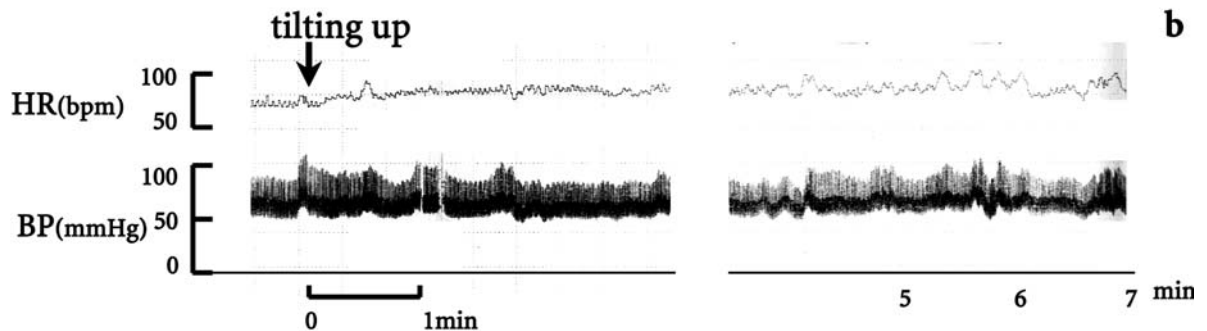 tilting up
b
100
HR(bpm)
50
100
50
BP(mmHg)
0
0 1min
5 6 7 min